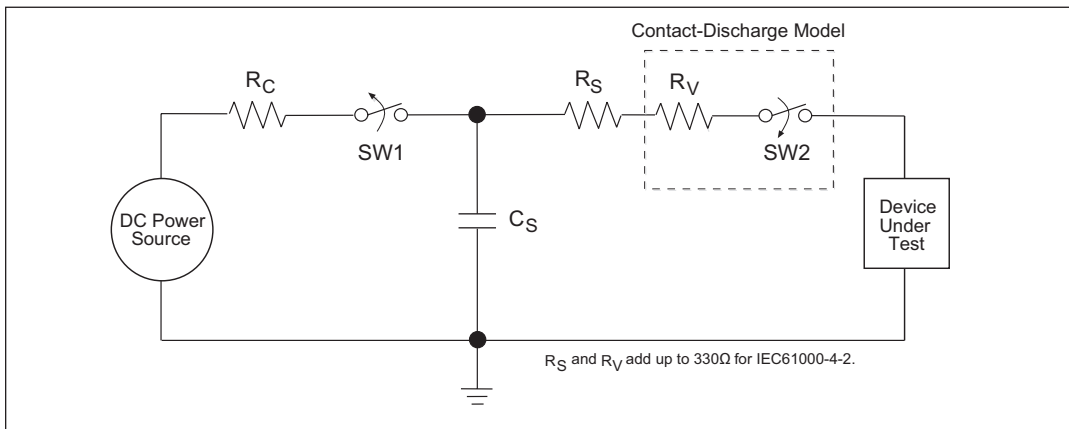 Contact-Discharge Model
RC
RS
RV
SW1
SW2
CS
DC Power
Source
Device
Under
Test
RS and RV add up to 330Ω for IEC61000-4-2.